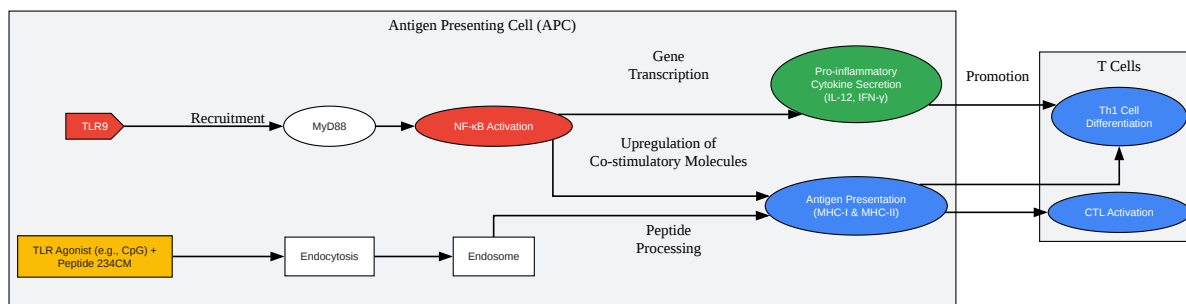 Antigen Presenting Cell (APC)
Gene
Transcription
Pro-inflammatory
Cytokine Secretion
(IL-12, IFN-γ)
Promotion
T Cells
TLR9
Recruitment
MyD88
NF-κB Activation
Th1 Cell
Differentiation
Upregulation of
Co-stimulatory Molecules
Antigen Presentation
(MHC-I & MHC-II)
CTL Activation
Peptide
Processing
TLR Agonist (e.g., CpG) +
Peptide 234CM
Endocytosis
Endosome